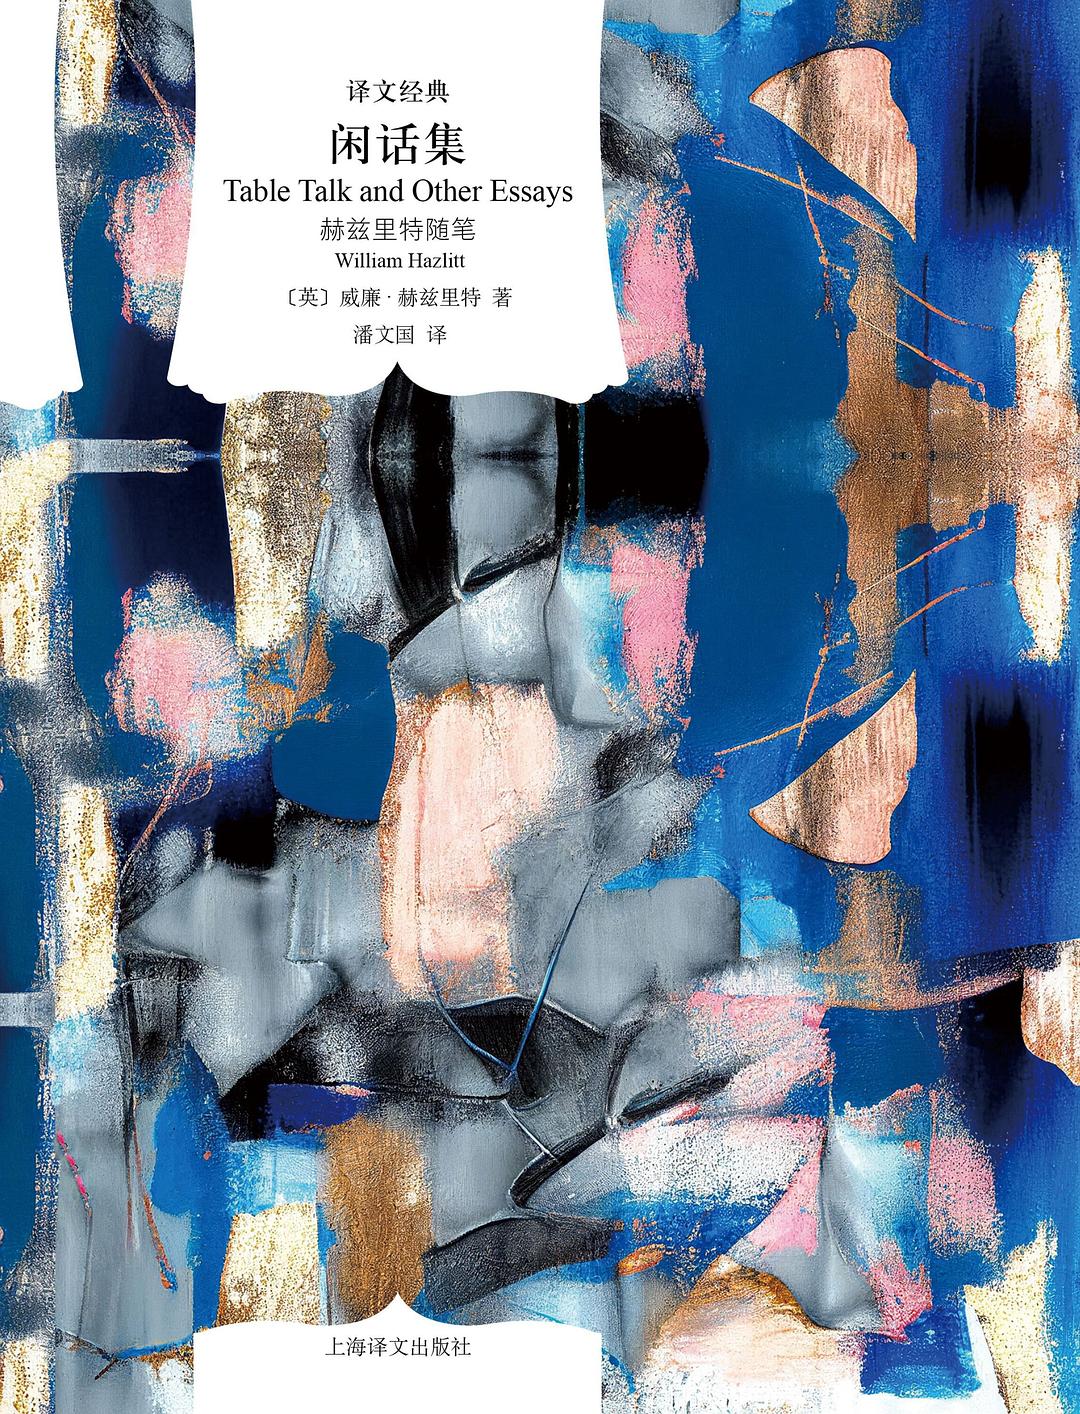 译文经典
闲话集
Table Talk and Other Essays
赫兹里特随笔
William Hazlitt
〔英〕威廉·赫兹里特 著
潘文国 译
上海译文出版社